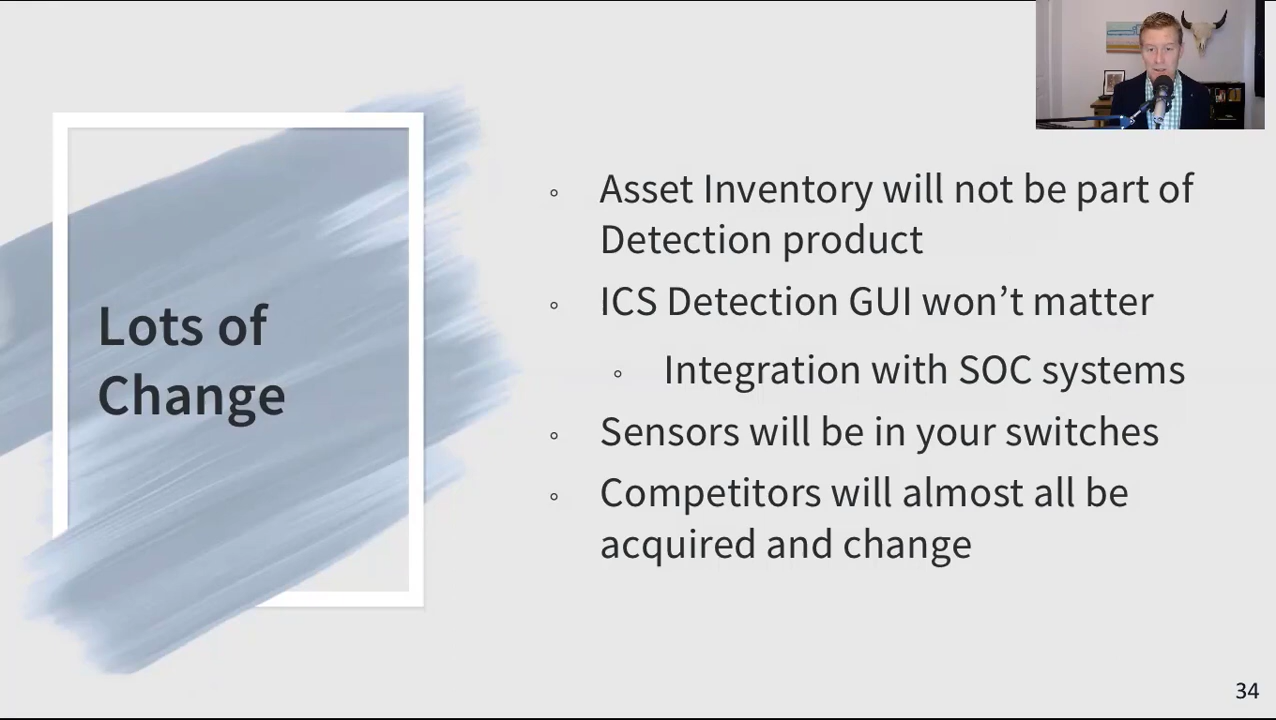 Lots of
Change
Asset Inventory will not be part of
Detection product
ICS Detection GUI won’t matter
Integration with SOC systems
Sensors will be in your switches
Competitors will almost all be
acquired and change
34